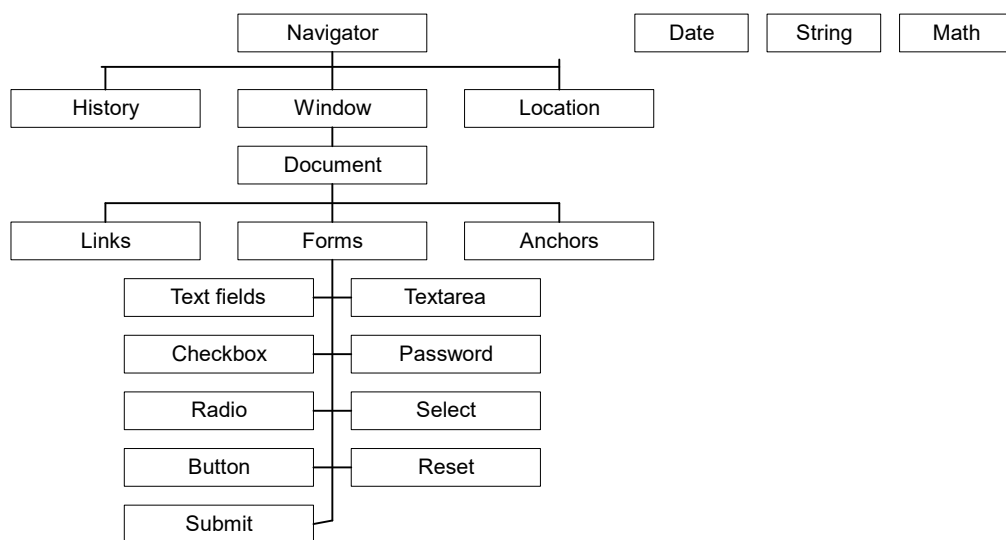 Navigator
Date
String
Math
History
Window
Location
Document
Links
Forms
Anchors
Text fields
Textarea
Checkbox
Password
Radio
Select
Button
Reset
Submit